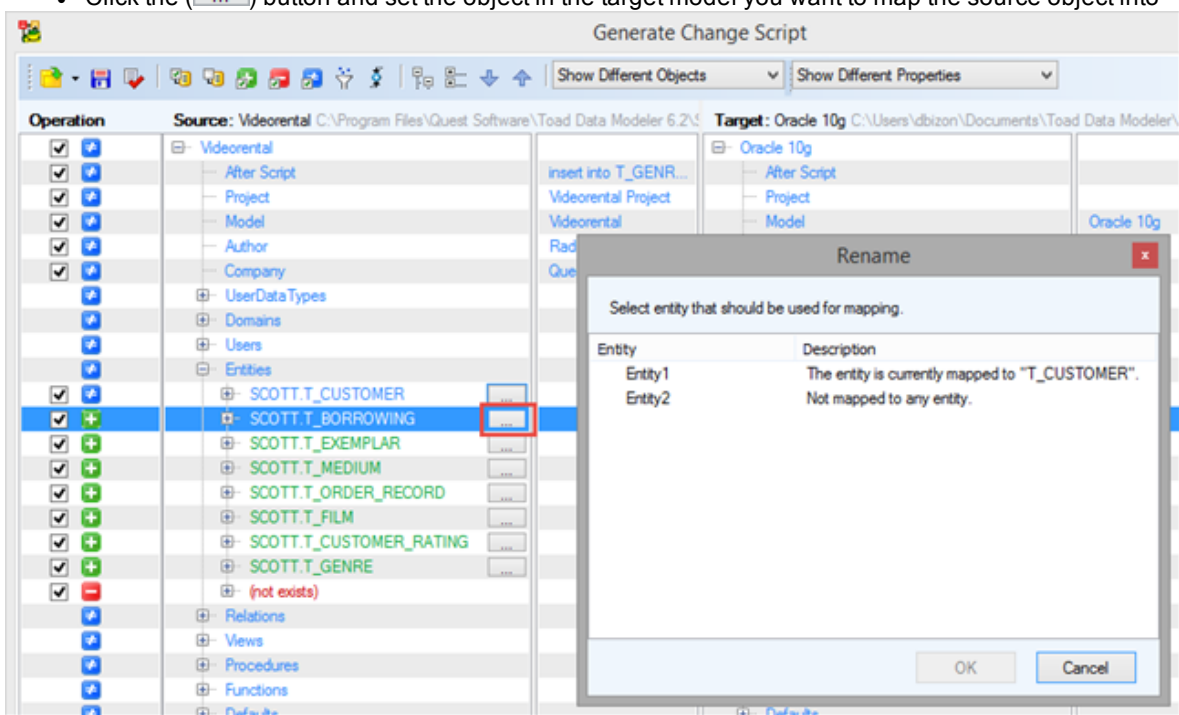 • Click the ( ... ) button and set the object in the target model you want to map the source object into
Generate Change Script
Show Different Objects Show Different Properties
Operation Source: Videorental C:\Program Files\Quest Software\Toad Data Modeler 6.2\S Target: Oracle 10g C:\Users\dbizon\Documents\Toad Data Modeler\
Videorental Oracle 10g
After Script insert into T_GENR... After Script
Project Videorental Project Project
Model Videorental Model Oracle 10g
Author Rad
Company Que
UserDataTypes
Domains
Users
Entities
SCOTT.T_CUSTOMER ...
SCOTT.T_BORROWING ...
SCOTT.T_EXEMPLAR ...
SCOTT.T_MEDIUM ...
SCOTT.T_ORDER_RECORD ...
SCOTT.T_FILM ...
SCOTT.T_CUSTOMER_RATING ...
SCOTT.T_GENRE ...
(not exists)
Relations
Views
Procedures
Functions
Defaults Defaults
Rename
x
Select entity that should be used for mapping.
Entity Description
Entity1 The entity is currently mapped to "T_CUSTOMER".
Entity2 Not mapped to any entity.
OK Cancel